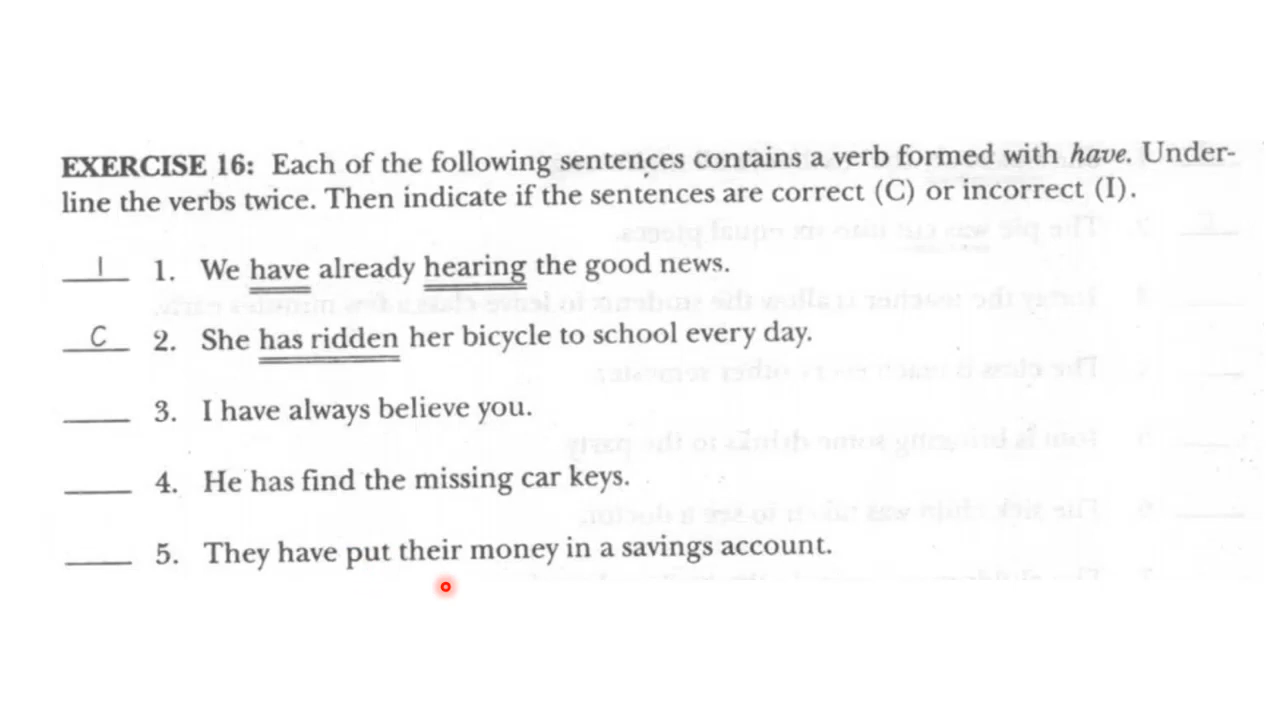 EXERCISE 16: Each of the following sentences contains a verb formed with have. Under-
line the verbs twice. Then indicate if the sentences are correct (C) or incorrect (I).
I 1. We have already hearing the good news.
C 2. She has ridden her bicycle to school every day.
____ 3. I have always believe you.
____ 4. He has find the missing car keys.
____ 5. They have put their money in a savings account.